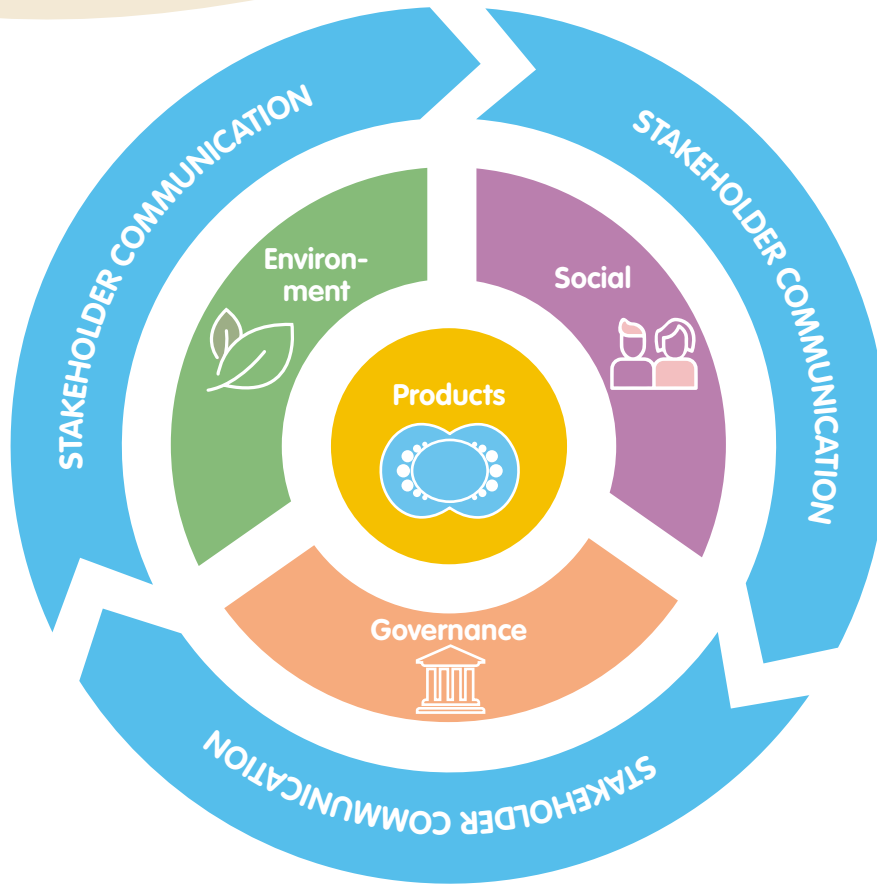 STAKEHOLDER COMMUNICATION
STAKEHOLDER COMMUNICATION
Environ-
ment
Social
Products
Governance
STAKEHOLDER COMMUNICATION